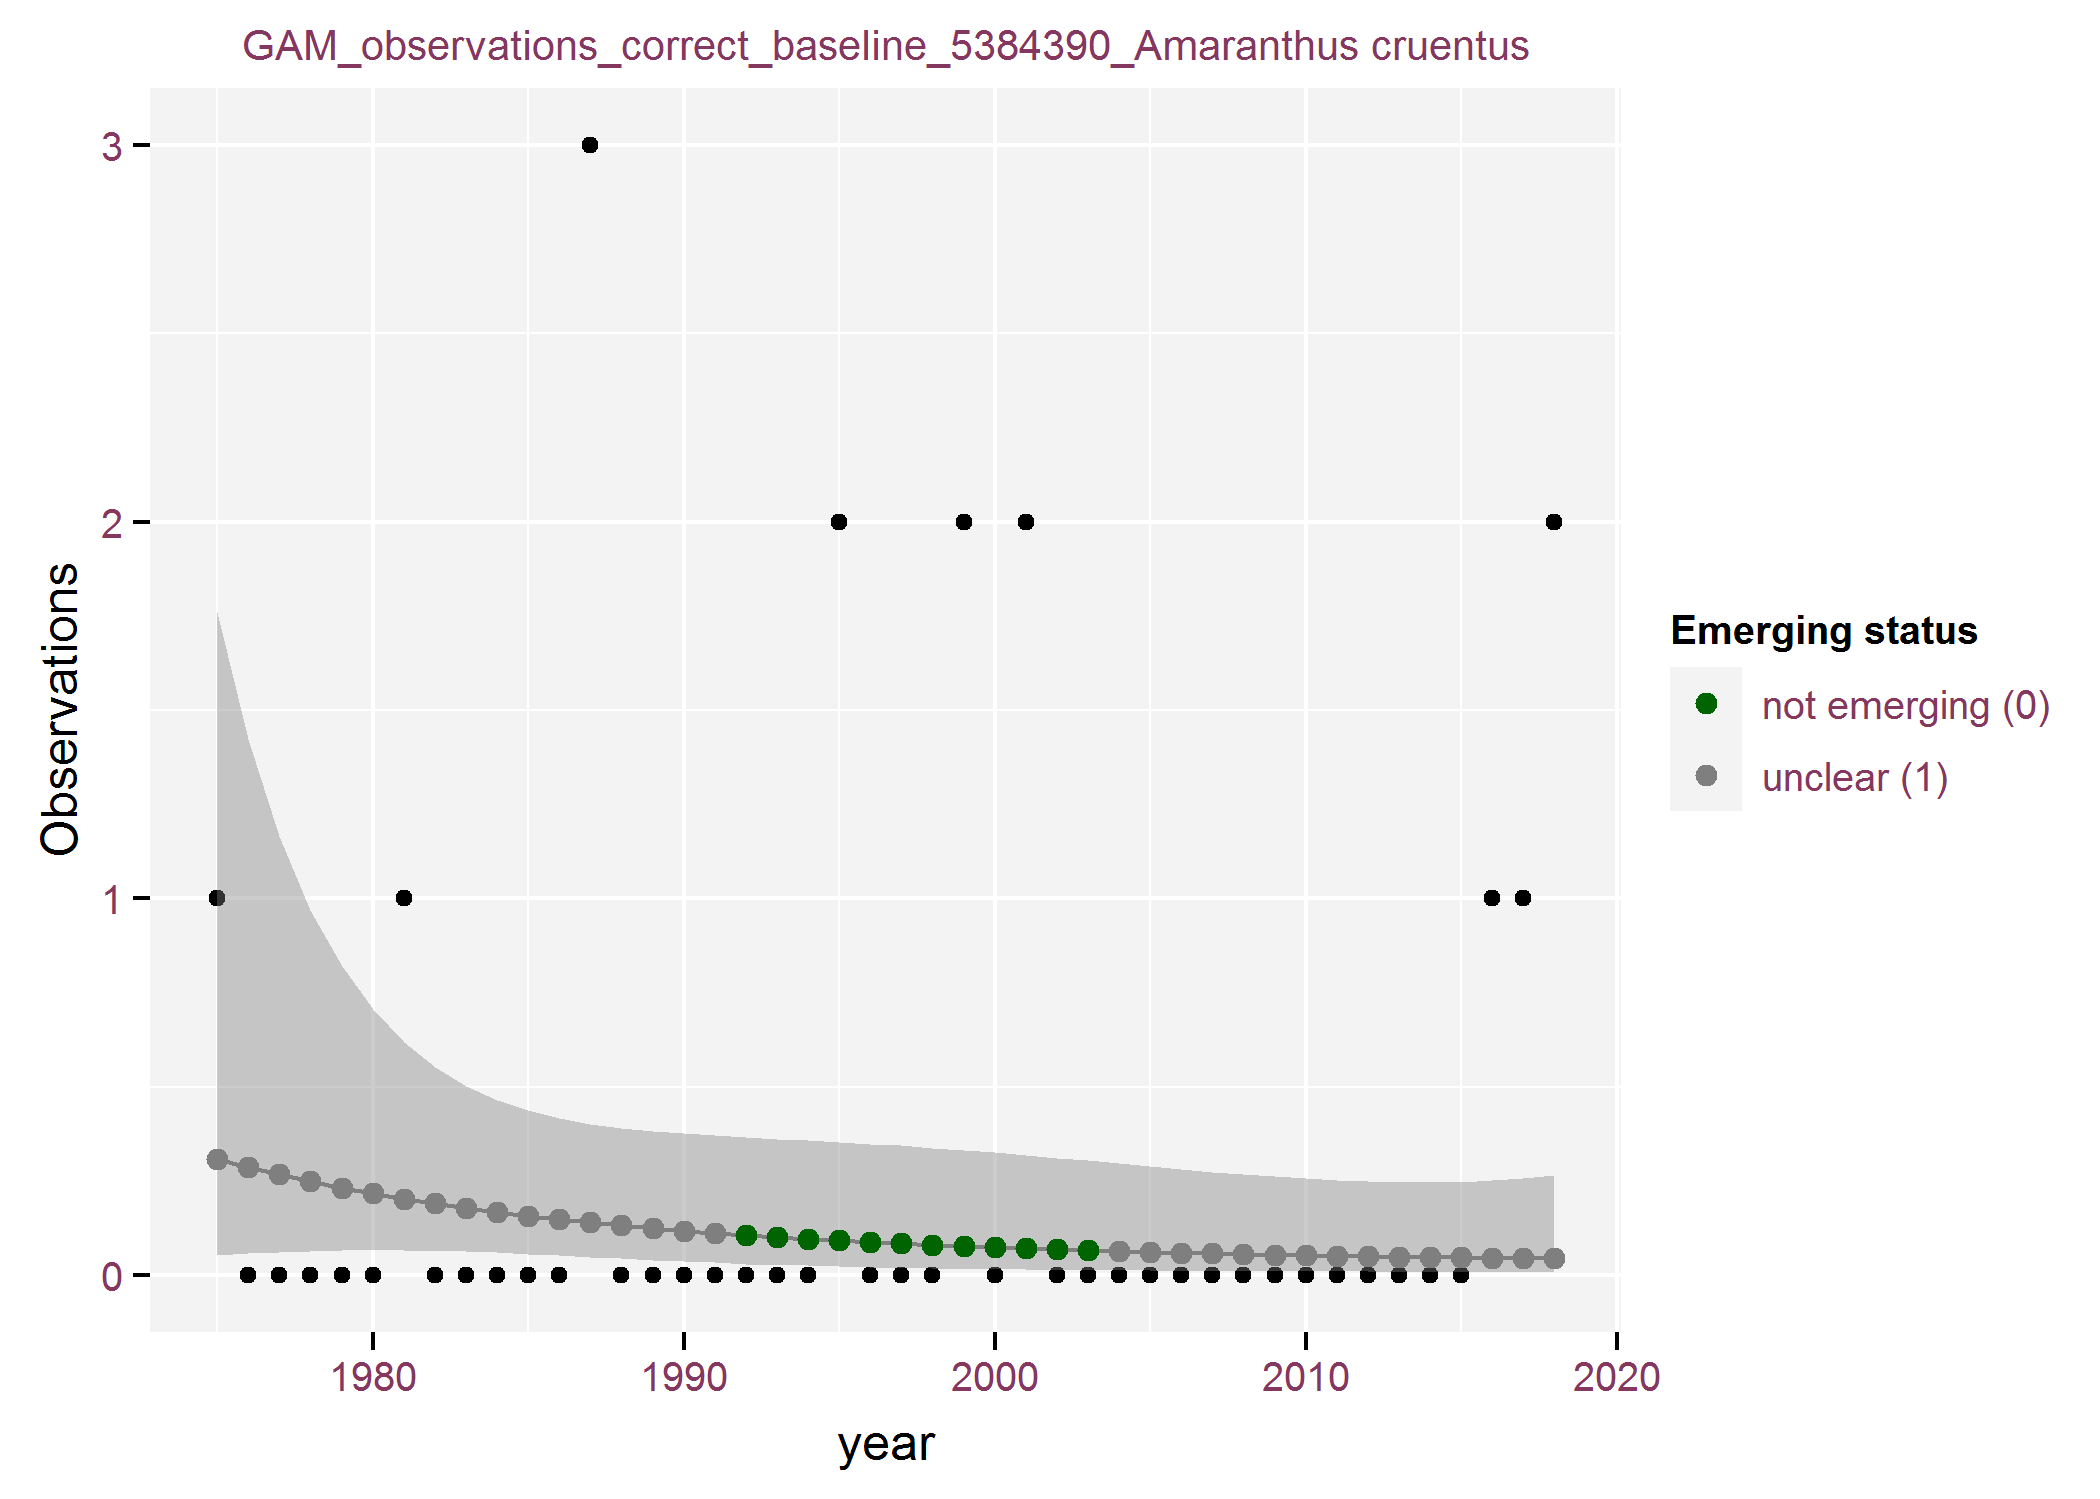 GAM_observations_correct_baseline_5384390_Amaranthus cruentus
3
2
1
0
Observations
1980 1990 2000 2010 2020
year
Emerging status
not emerging (0)
unclear (1)